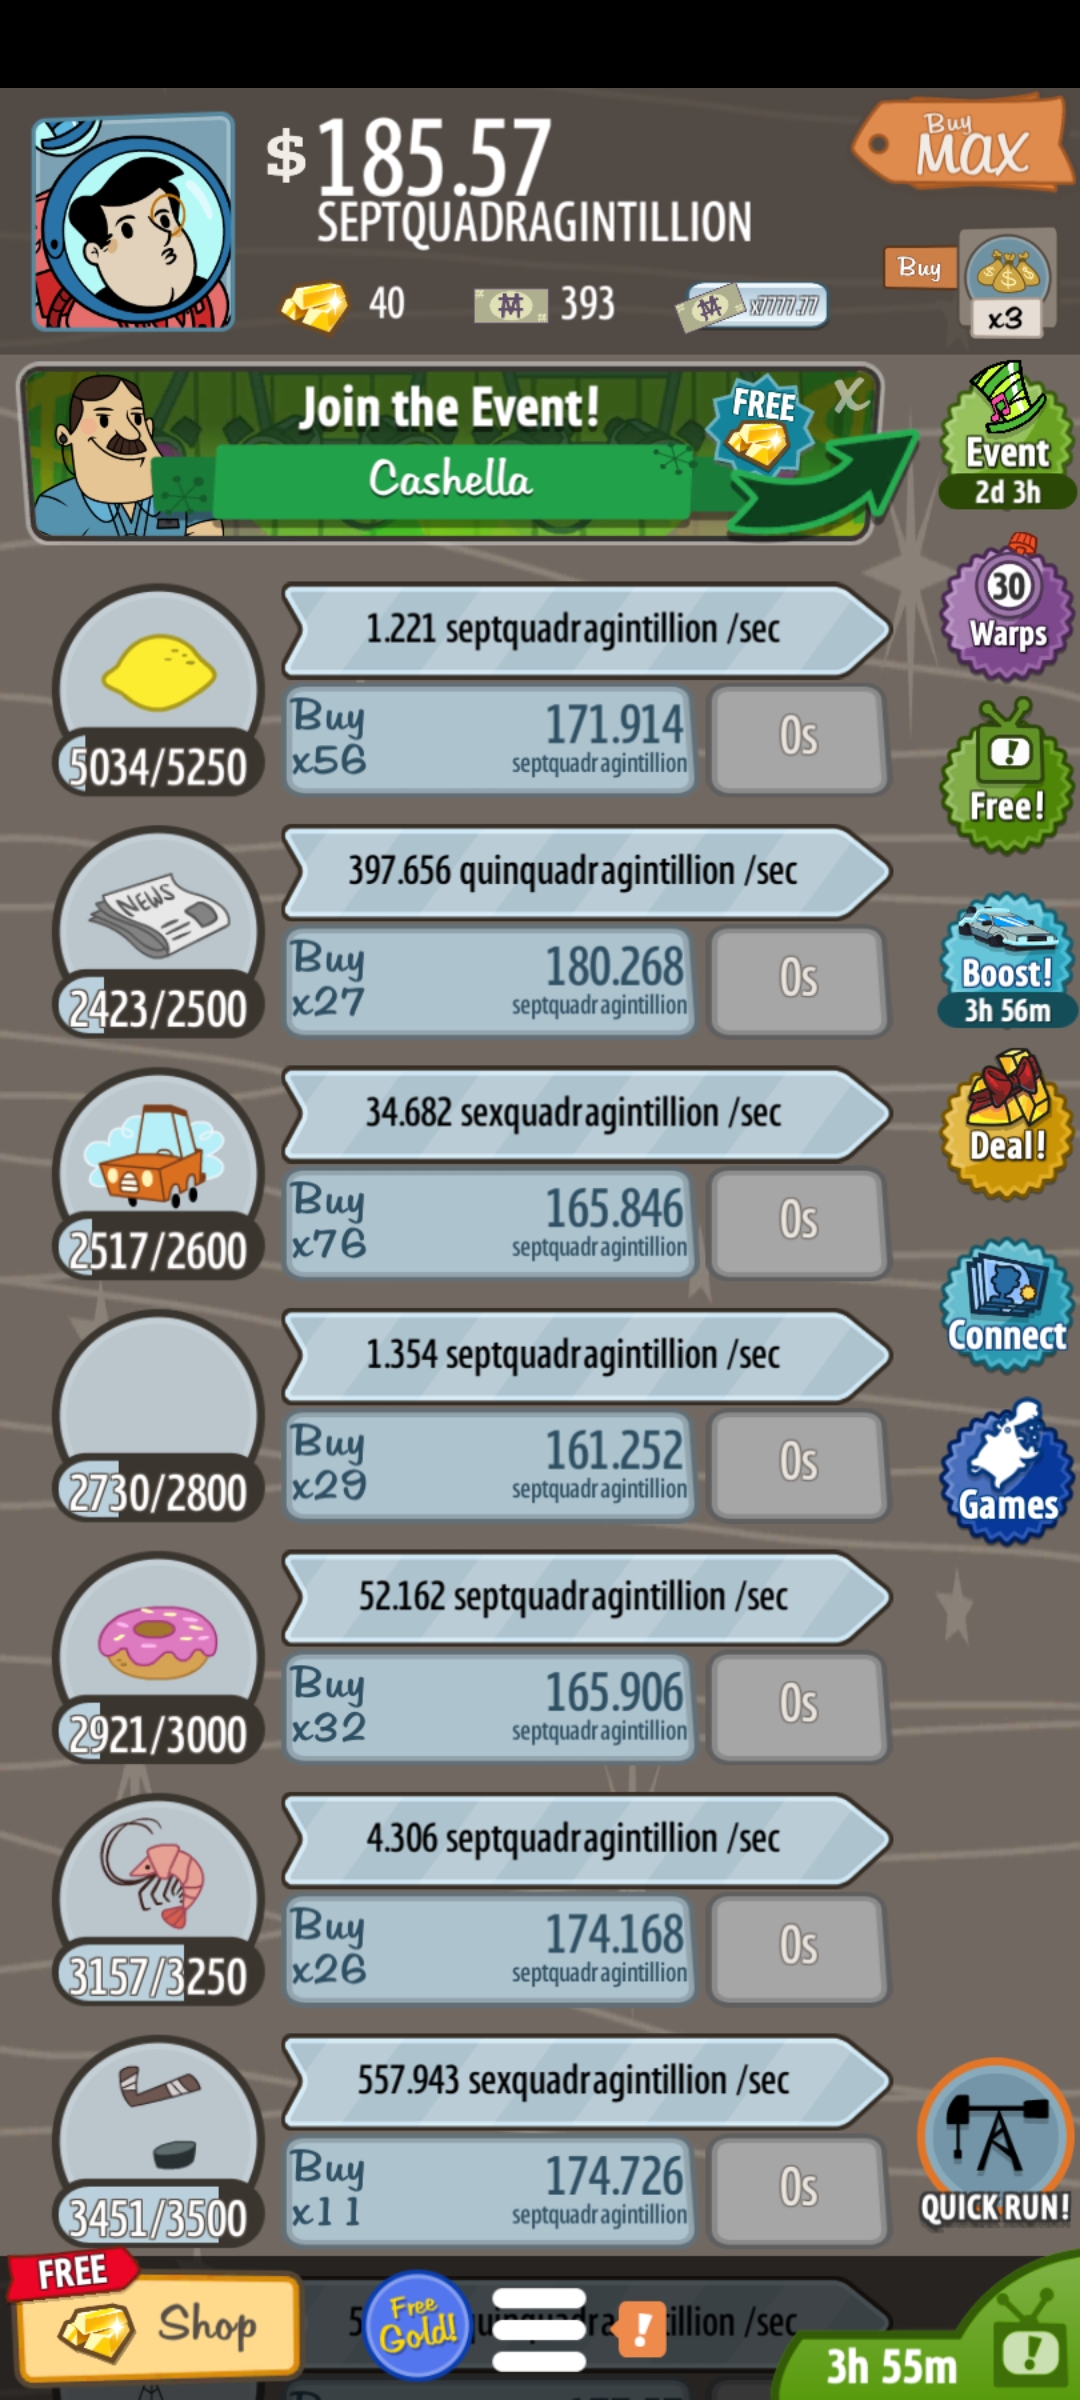 $185.57
SEPTQUADRAGINTILLION
Buy
MAX
40
393
x7777.77
Buy
x3
Join the Event!
Cashella
FREE
X
Event
2d 3h
30
Warps
1.221 septquadragintillion /sec
5034/5250
Buy
x56
171.914
septquadragintillion
0s
!
Free!
NEWS
397.656 quinquadragintillion /sec
2423/2500
Buy
x27
180.268
septquadragintillion
0s
Boost!
3h 56m
34.682 sexquadragintillion /sec
2517/2600
Buy
x76
165.846
septquadragintillion
0s
Deal!
1.354 septquadragintillion /sec
2730/2800
Buy
x29
161.252
septquadragintillion
0s
Connect
Games
52.162 septquadragintillion /sec
2921/3000
Buy
x32
165.906
septquadragintillion
0s
4.306 septquadragintillion /sec
3157/3250
Buy
x26
174.168
septquadragintillion
0s
557.943 sexquadragintillion /sec
3451/3500
Buy
x11
174.726
septquadragintillion
0s
QUICK RUN!
FREE
Shop
Free
Gold!
!
/sec
3h 55m
!